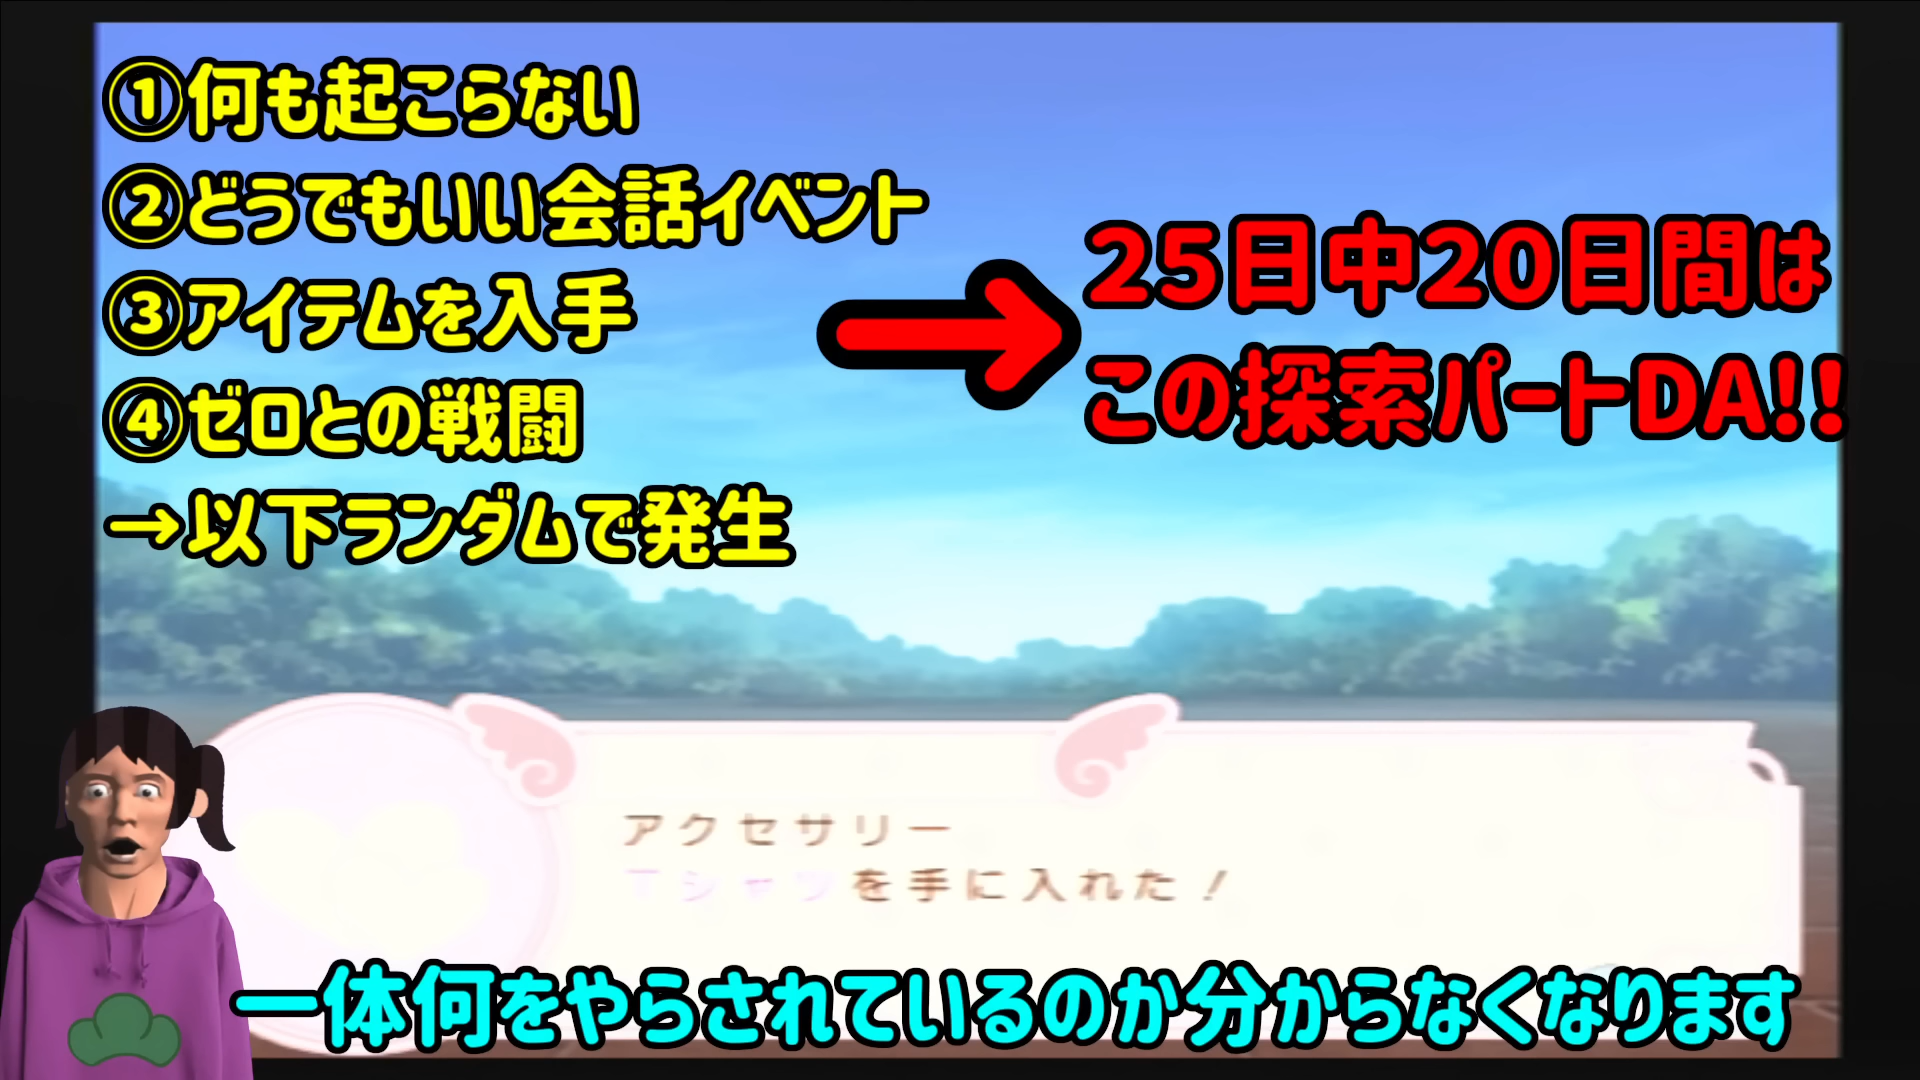 ①何も起こらない
②どうでもいい会話イベント
③アイテムを入手
④ゼロとの戦闘
→以下ランダムで発生
25日中20日間は
この探索パートDA!!
アクセサリー
Tシャツを手に入れた！
一体何をやらされているのか分からなくなります